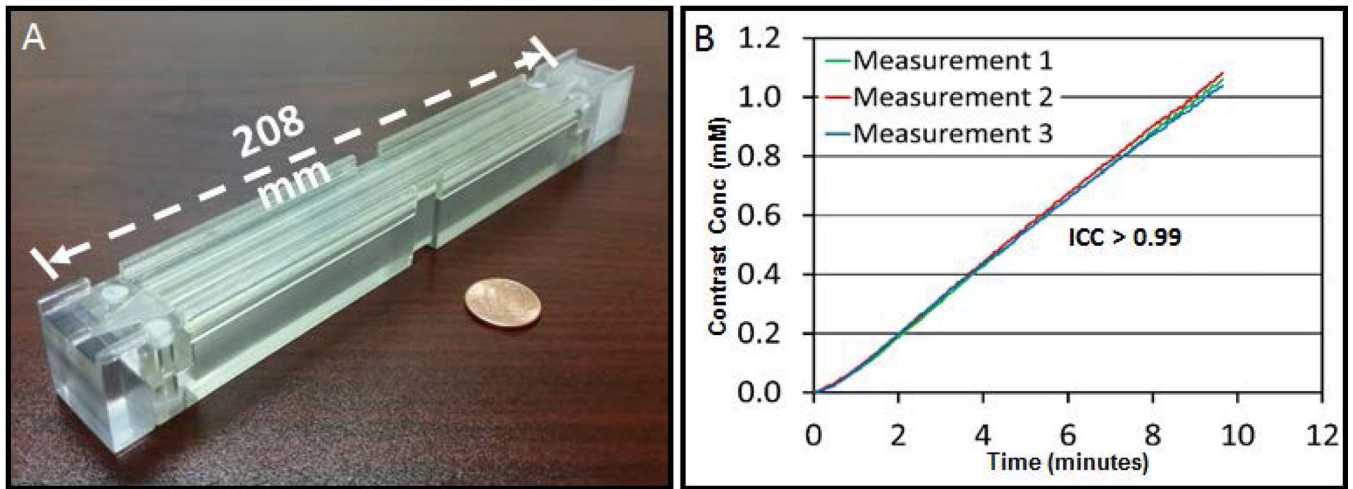 A
208
mm
B
Contrast Conc (mM)
1.2
1.0
0.8
0.6
0.4
0.2
0.0
Measurement 1
Measurement 2
Measurement 3
ICC > 0.99
0 2 4 6 8 10 12
Time (minutes)